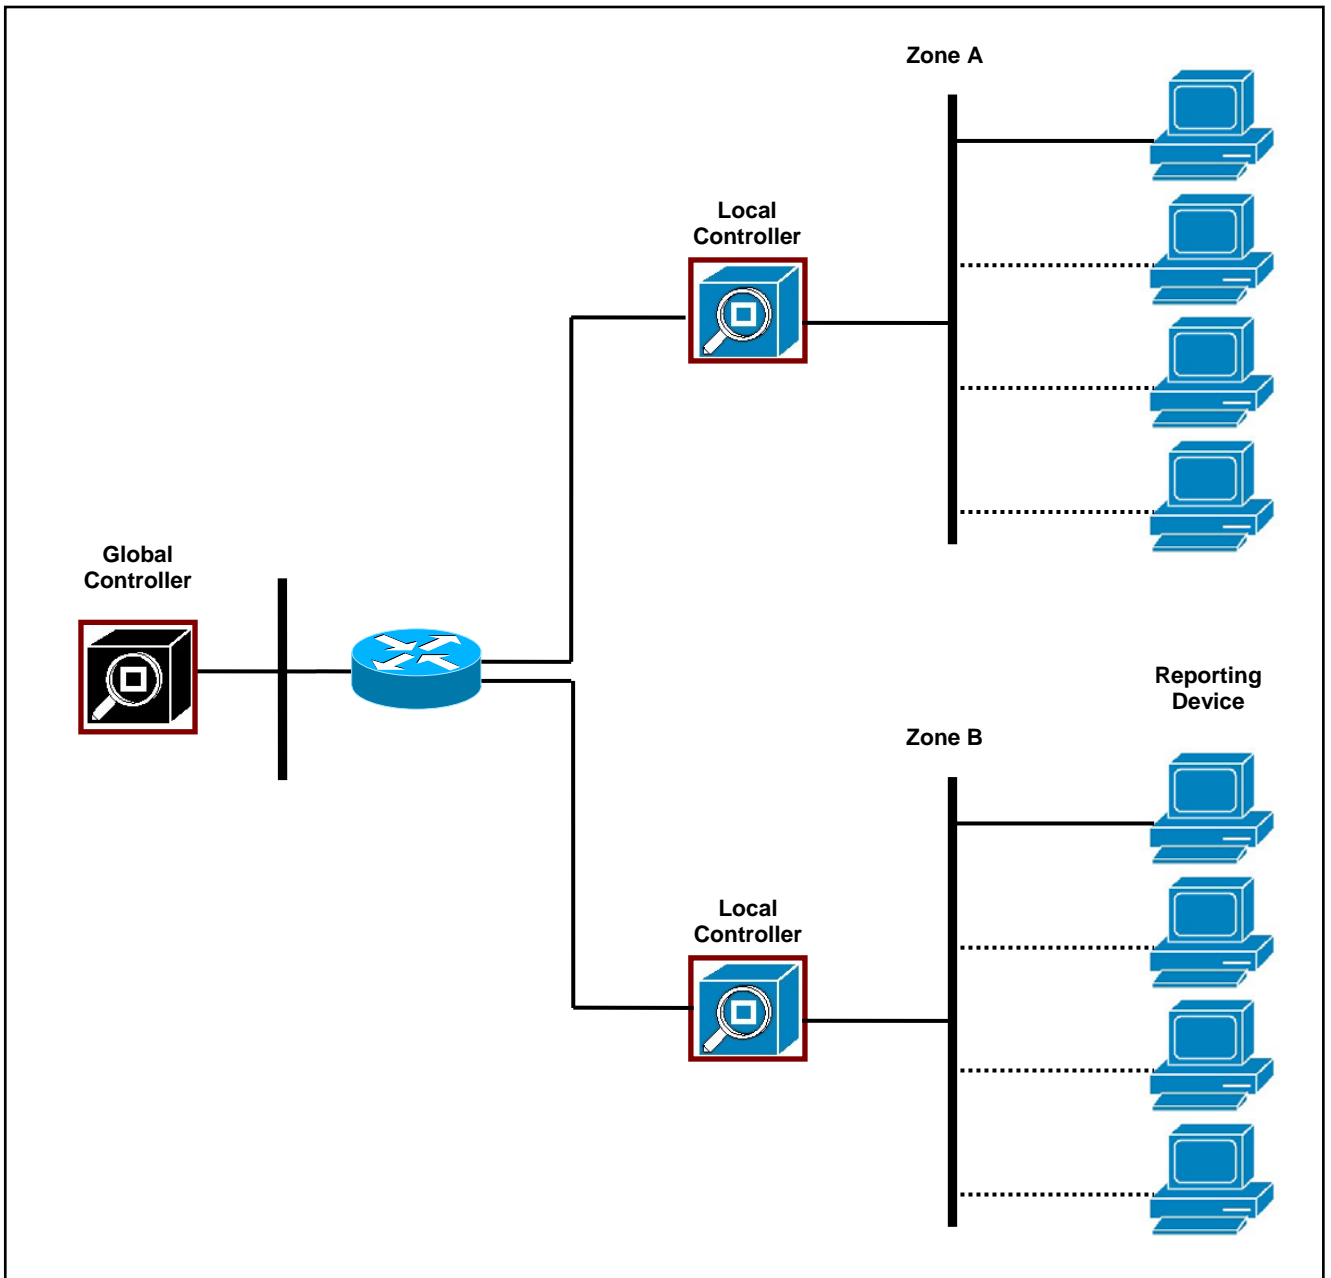 Zone A
Local
Controller
Global
Controller
Reporting
Device
Zone B
Local
Controller